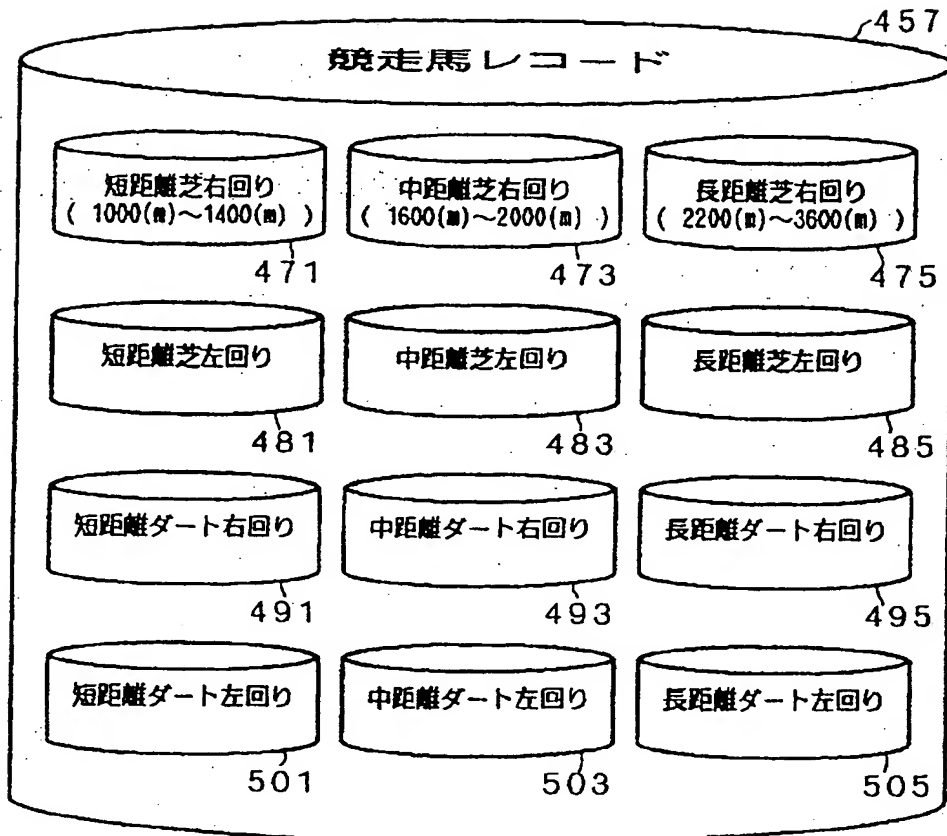 457
競走馬レコード
短距離芝右回り
( 1000(m)～1400(m) )
471
中距離芝右回り
( 1600(m)～2000(m) )
473
長距離芝右回り
( 2200(m)～3600(m) )
475
短距離芝左回り
481
中距離芝左回り
483
長距離芝左回り
485
短距離ダート右回り
491
中距離ダート右回り
493
長距離ダート右回り
495
短距離ダート左回り
501
中距離ダート左回り
503
長距離ダート左回り
505